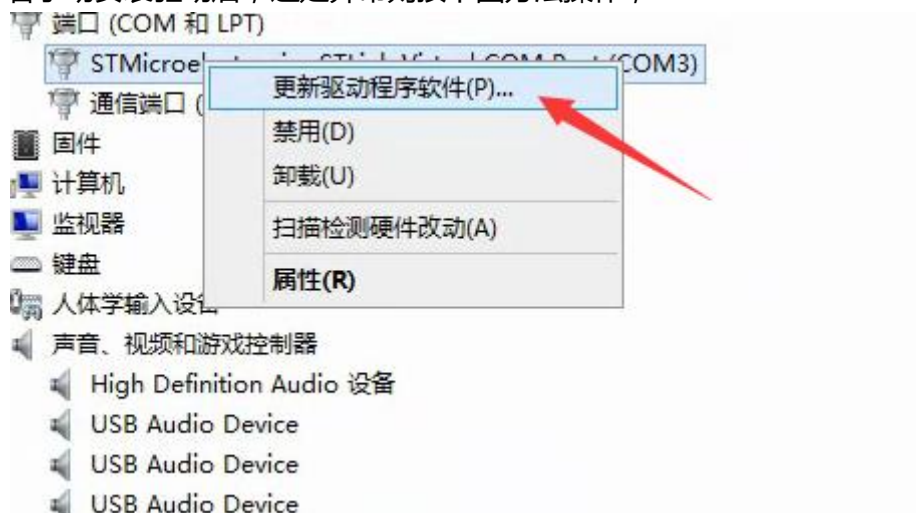 端口 (COM 和 LPT)
STMicroe (COM3)
更新驱动程序软件(P)...
通信端口 (
禁用(D)
固件
计算机
卸载(U)
监视器
扫描检测硬件改动(A)
键盘
属性(R)
人体学输入设
声音、视频和游戏控制器
High Definition Audio 设备
USB Audio Device
USB Audio Device
USB Audio Device